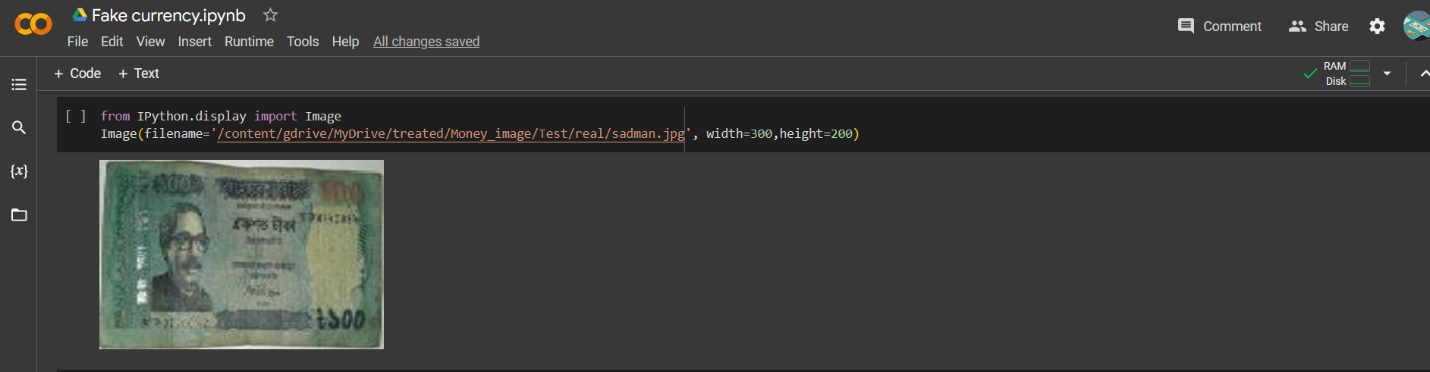 Fake currency.ipynb
File Edit View Insert Runtime Tools Help All changes saved
Comment Share
+ Code + Text
RAM
Disk
{x}
[ ] from IPython.display import Image
Image(filename='/content/gdrive/MyDrive/treated/Money_image/Test/real/sadman.jpg', width=300,height=200)
একশত টাকা
৳১০০